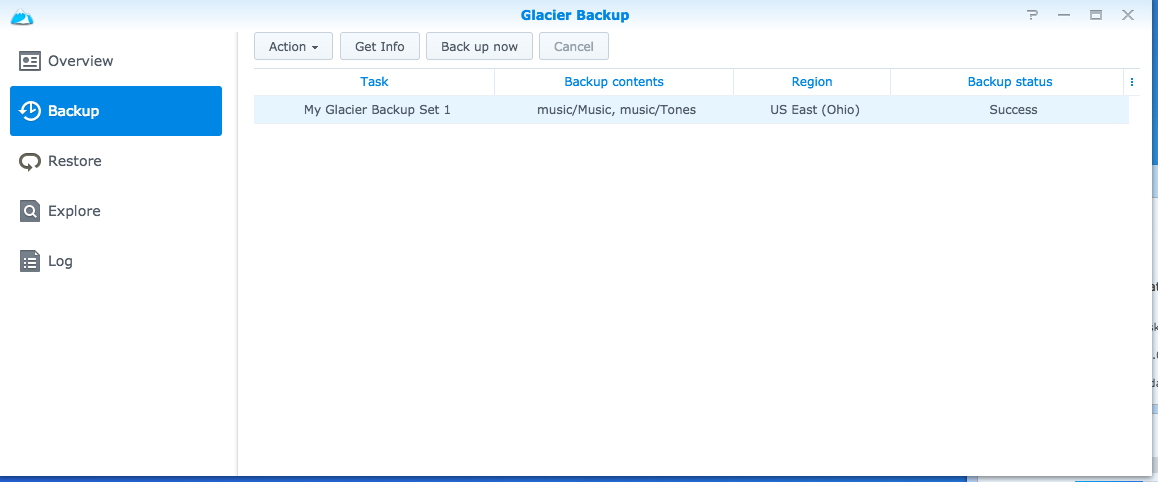 Glacier Backup
Overview
Backup
Restore
Explore
Log
Action Get Info Back up now Cancel
Task Backup contents Region Backup status
My Glacier Backup Set 1 music/Music, music/Tones US East (Ohio) Success